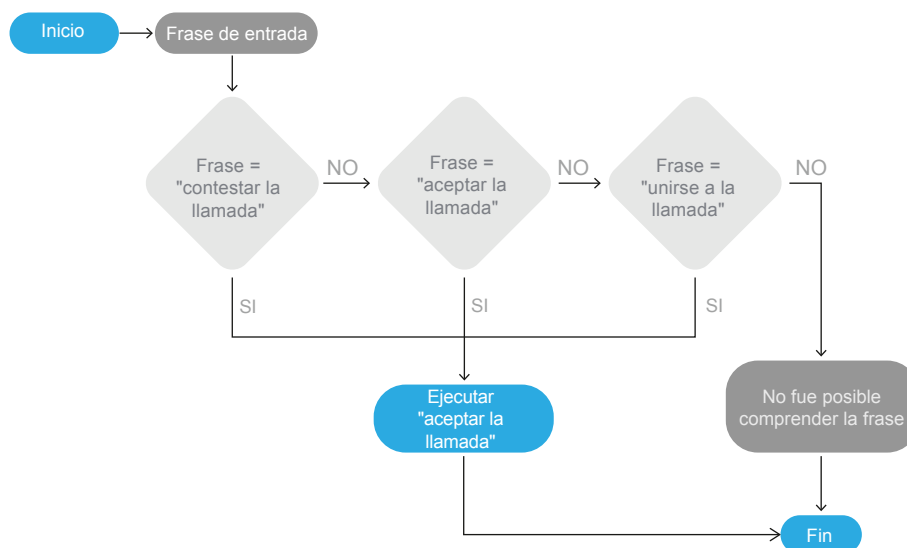 Inicio
Frase de entrada
Frase =
"contestar la
llamada"
NO
Frase =
"aceptar la
llamada"
NO
Frase =
"unirse a la
llamada"
NO
SI
SI
SI
Ejecutar
"aceptar la
llamada"
No fue posible
comprender la frase
Fin